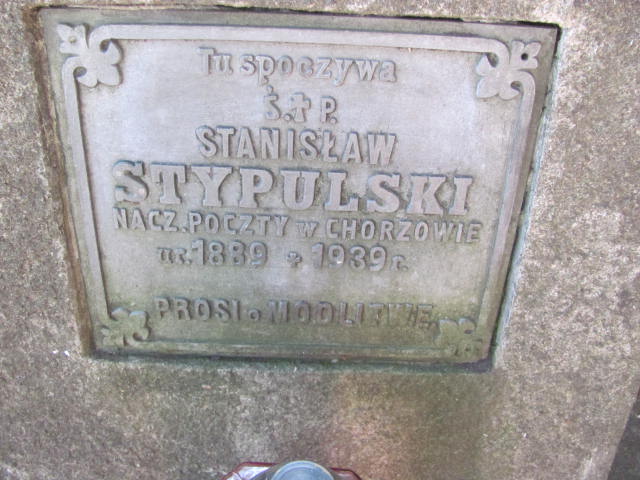 Tu spoczywa
Ś.✝P.
STANISŁAW
STYPULSKI
NACZ. POCZTY w CHORZOWIE
ur. 1889 z. 1939 r.
PROSI o MODLITWĘ